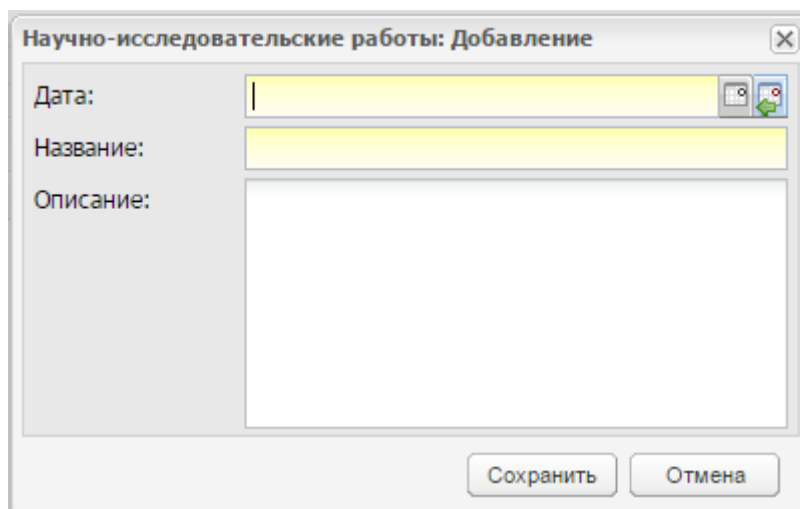 Научно-исследовательские работы: Добавление
Дата:
Название:
Описание:
Сохранить Отмена